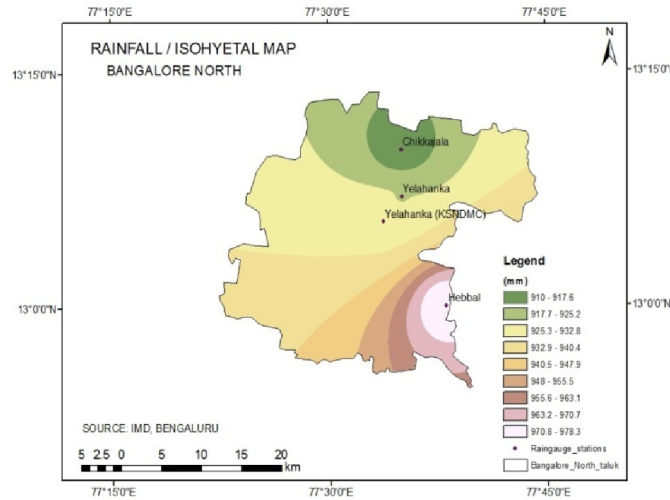 77°15'0"E 77°30'0"E 77°45'0"E
RAINFALL / ISOHYETAL MAP
BANGALORE NORTH
N
13°15'0"N 13°15'0"N
Chikkajala
Yelahanka
Yelahanka (KSNDMC)
Hebbal
13°0'0"N 13°0'0"N
Legend
(mm)
910 - 917.6
917.7 - 925.2
925.3 - 932.8
932.9 - 940.4
940.5 - 947.9
948 - 955.5
955.6 - 963.1
963.2 - 970.7
970.8 - 978.3
Raingauge_stations
Bangalore_North_taluk
SOURCE: IMD, BENGALURU
5 2.5 0 5 10 15 20
km
77°15'0"E 77°30'0"E 77°45'0"E